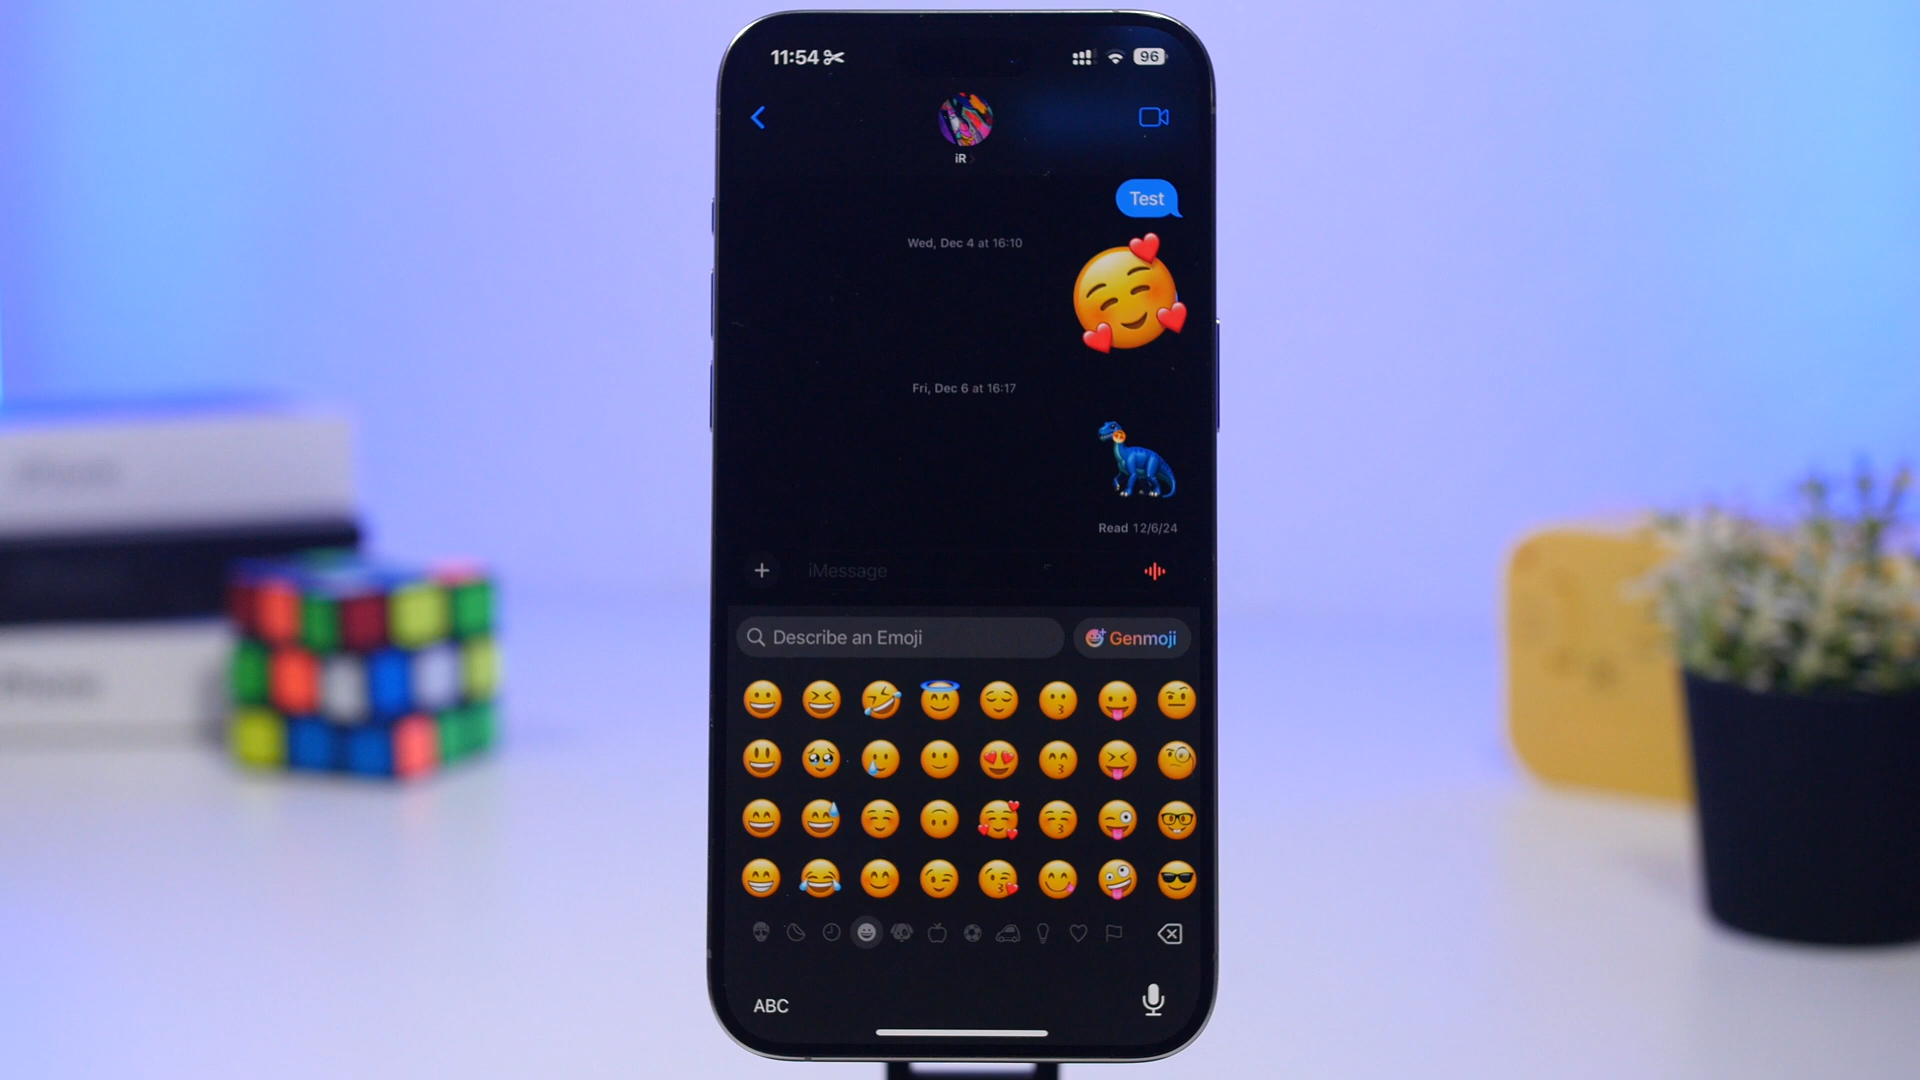 11:54
96
iR
Test
Wed, Dec 4 at 16:10
Fri, Dec 6 at 16:17
Read 12/6/24
iMessage
Describe an Emoji
Genmoji
ABC